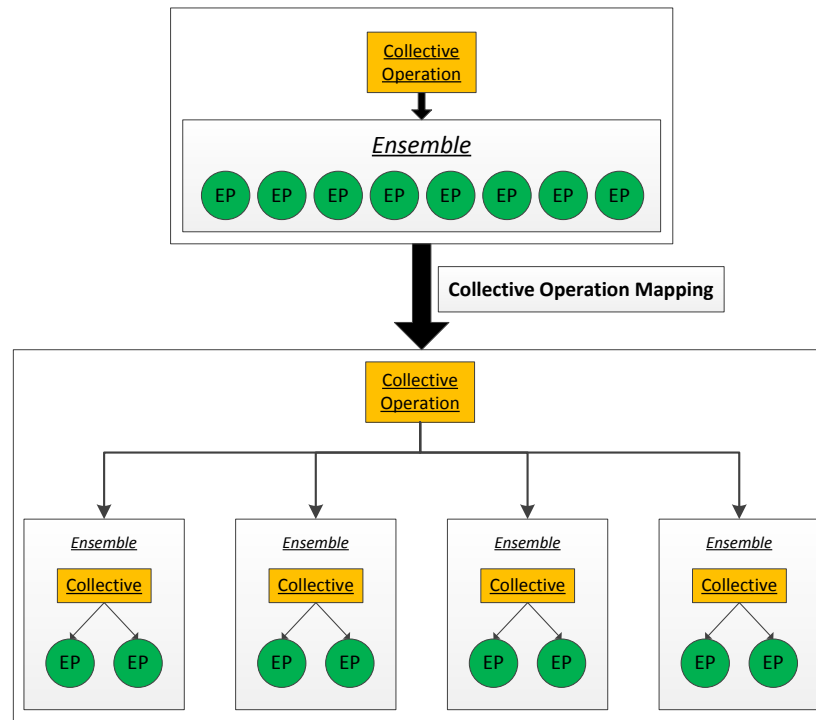 Collective
Operation
Ensemble
EP EP EP EP EP EP EP EP
Collective Operation Mapping
Collective
Operation
Ensemble Ensemble Ensemble Ensemble
Collective Collective Collective Collective
EP EP EP EP EP EP EP EP